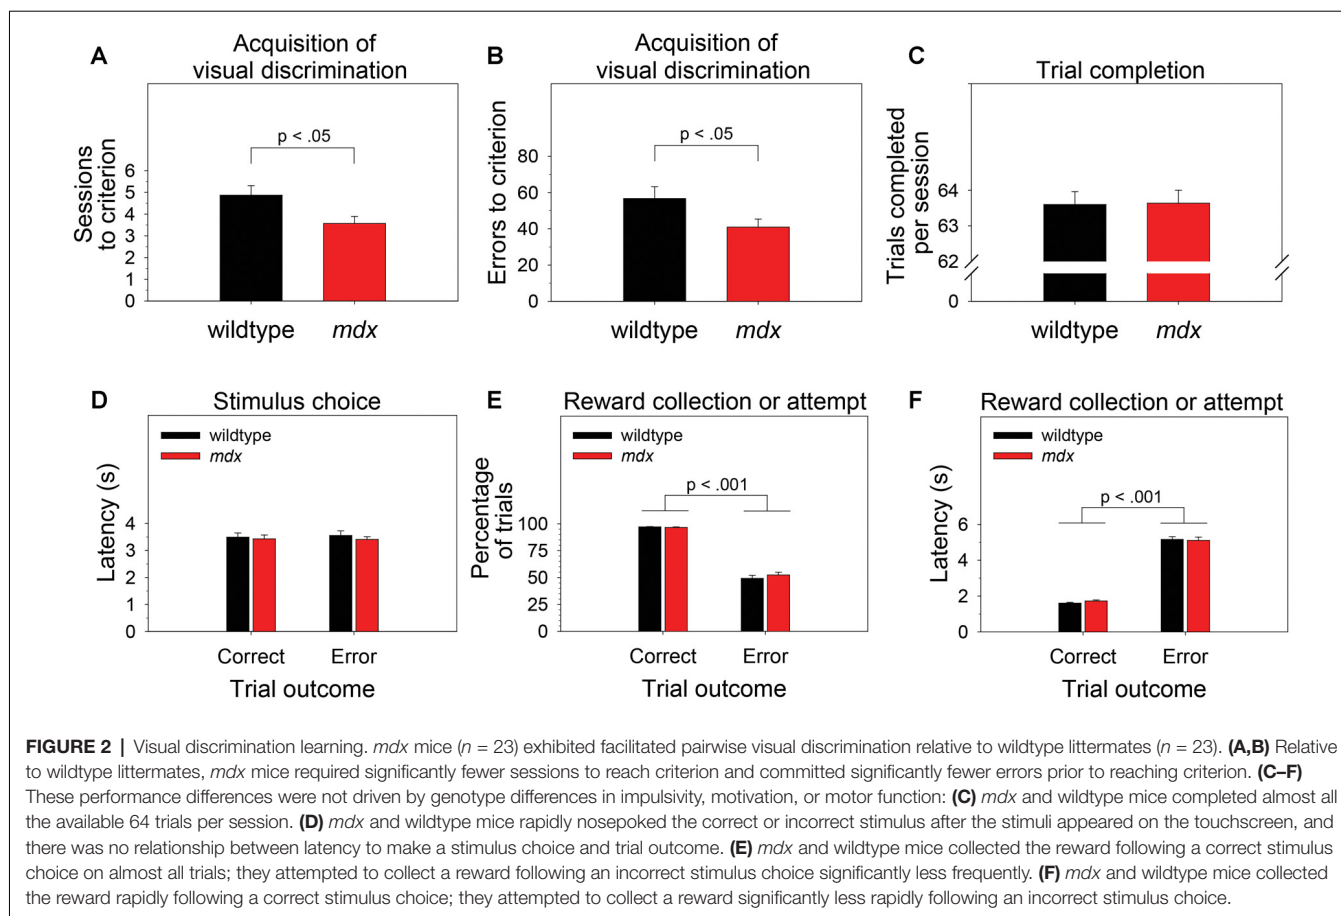 A
Acquisition of
visual discrimination
Sessions
to criterion
6
5
4
3
2
1
0
p < .05
wildtype
mdx
B
Acquisition of
visual discrimination
Errors to criterion
80
60
40
20
0
p < .05
wildtype
mdx
C
Trial completion
Trials completed
per session
64
63
62
0
wildtype
mdx
D
Stimulus choice
wildtype
mdx
Latency (s)
4
3
2
1
0
Correct
Error
Trial outcome
E
Reward collection or attempt
wildtype
mdx
p < .001
Percentage
of trials
100
75
50
25
0
Correct
Error
Trial outcome
F
Reward collection or attempt
wildtype
mdx
p < .001
Latency (s)
6
4
2
0
Correct
Error
Trial outcome
FIGURE 2 | Visual discrimination learning. mdx mice (n = 23) exhibited facilitated pairwise visual discrimination relative to wildtype littermates (n = 23). (A,B) Relative
to wildtype littermates, mdx mice required significantly fewer sessions to reach criterion and committed significantly fewer errors prior to reaching criterion. (C–F)
These performance differences were not driven by genotype differences in impulsivity, motivation, or motor function: (C) mdx and wildtype mice completed almost all
the available 64 trials per session. (D) mdx and wildtype mice rapidly nosepoked the correct or incorrect stimulus after the stimuli appeared on the touchscreen, and
there was no relationship between latency to make a stimulus choice and trial outcome. (E) mdx and wildtype mice collected the reward following a correct stimulus
choice on almost all trials; they attempted to collect a reward following an incorrect stimulus choice significantly less frequently. (F) mdx and wildtype mice collected
the reward rapidly following a correct stimulus choice; they attempted to collect a reward significantly less rapidly following an incorrect stimulus choice.